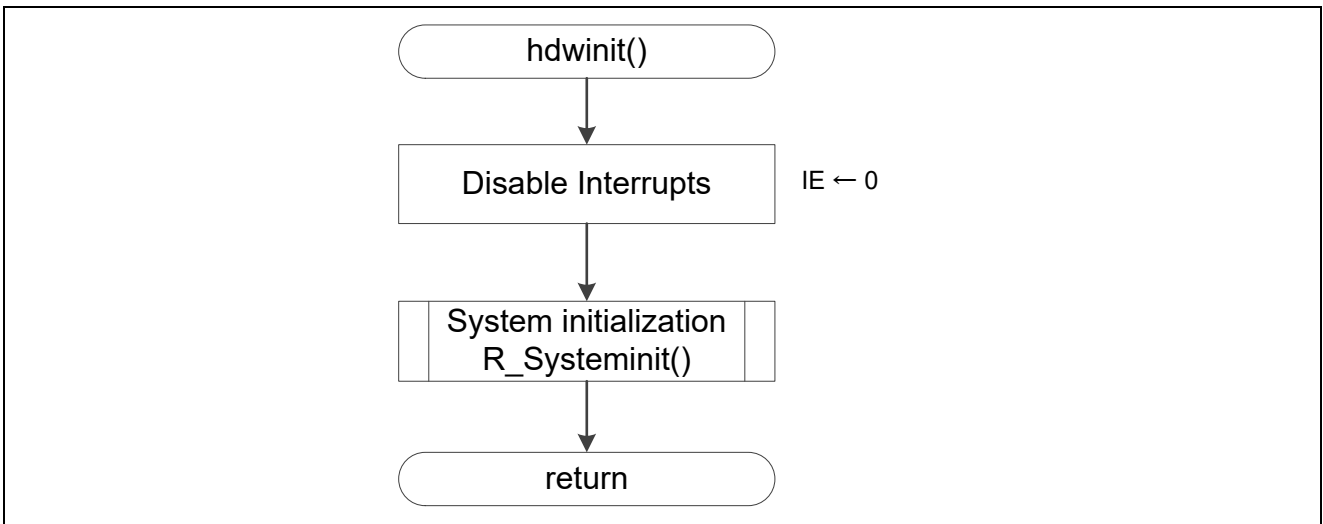 hdwinit()
Disable Interrupts
IE ← 0
System initialization
R_Systeminit()
return